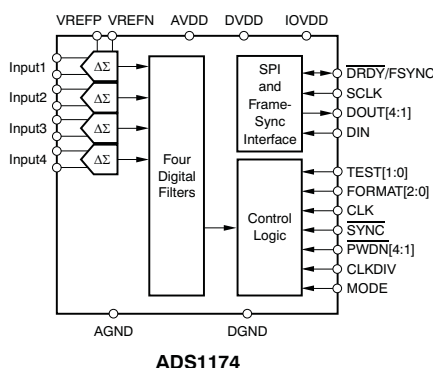 VREFP VREFN AVDD DVDD IOVDD
Input1
Input2
Input3
Input4
ΔΣ
ΔΣ
ΔΣ
ΔΣ
Four
Digital
Filters
SPI
and
Frame-
Sync
Interface
Control
Logic
DRDY/FSYNC
SCLK
DOUT[4:1]
DIN
TEST[1:0]
FORMAT[2:0]
CLK
SYNC
PWDN[4:1]
CLKDIV
MODE
AGND DGND
ADS1174